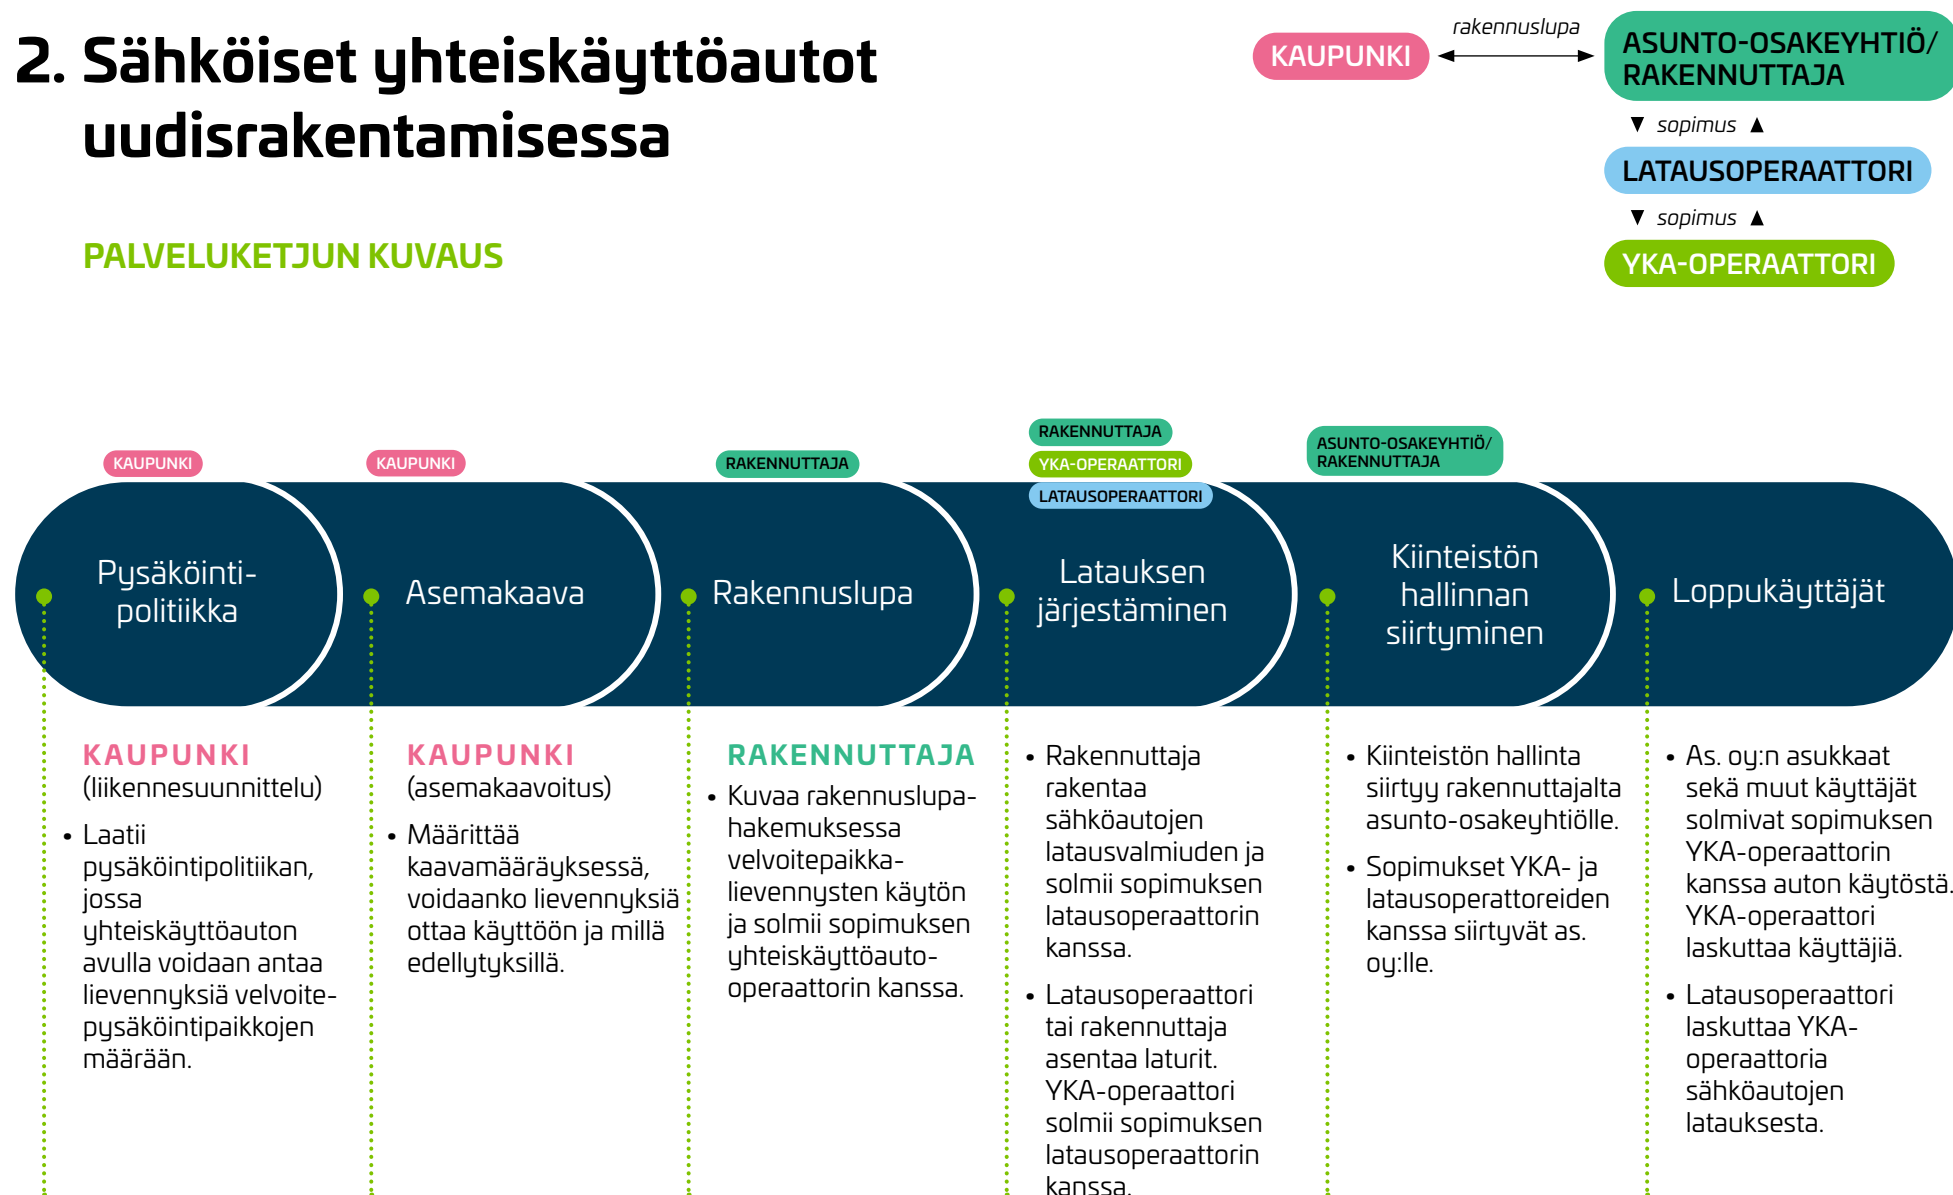 2. Sähköiset yhteiskäyttöautot
uudisrakentamisessa
PALVELUKETJUN KUVAUS
KAUPUNKI
rakennuslupa
ASUNTO-OSAKEYHTIÖ/
RAKENNUTTAJA
▼ sopimus ▲
LATAUSOPERAATTORI
▼ sopimus ▲
YKA-OPERAATTORI
KAUPUNKI
Pysäköinti-
politiikka
KAUPUNKI
(liikennesuunnittelu)
• Laatii
pysäköintipolitiikan,
jossa
yhteiskäyttöauton
avulla voidaan antaa
lievennyksiä velvoite-
pysäköintipaikkojen
määrään.
KAUPUNKI
Asemakaava
KAUPUNKI
(asemakaavoitus)
• Määrittää
kaavamääräyksessä,
voidaanko lievennyksiä
ottaa käyttöön ja millä
edellytyksillä.
RAKENNUTTAJA
Rakennuslupa
RAKENNUTTAJA
• Kuvaa rakennuslupa-
hakemuksessa
velvoitepaikka-
lievennysten käytön
ja solmii sopimuksen
yhteiskäyttöauto-
operaattorin kanssa.
RAKENNUTTAJA
YKA-OPERAATTORI
LATAUSOPERAATTORI
Latauksen
järjestäminen
• Rakennuttaja
rakentaa
sähköautojen
latausvalmiuden ja
solmii sopimuksen
latausoperaattorin
kanssa.
• Latausoperaattori
tai rakennuttaja
asentaa laturit.
YKA-operaattori
solmii sopimuksen
latausoperaattorin
kanssa.
ASUNTO-OSAKEYHTIÖ/
RAKENNUTTAJA
Kiinteistön
hallinnan
siirtyminen
• Kiinteistön hallinta
siirtyy rakennuttajalta
asunto-osakeyhtiölle.
• Sopimukset YKA- ja
latausoperattoreiden
kanssa siirtyvät as.
oy:lle.
Loppukäyttäjät
• As. oy:n asukkaat
sekä muut käyttäjät
solmivat sopimuksen
YKA-operaattorin
kanssa auton käytöstä.
YKA-operaattori
laskuttaa käyttäjiä.
• Latausoperaattori
laskuttaa YKA-
operaattoria
sähköautojen
latauksesta.